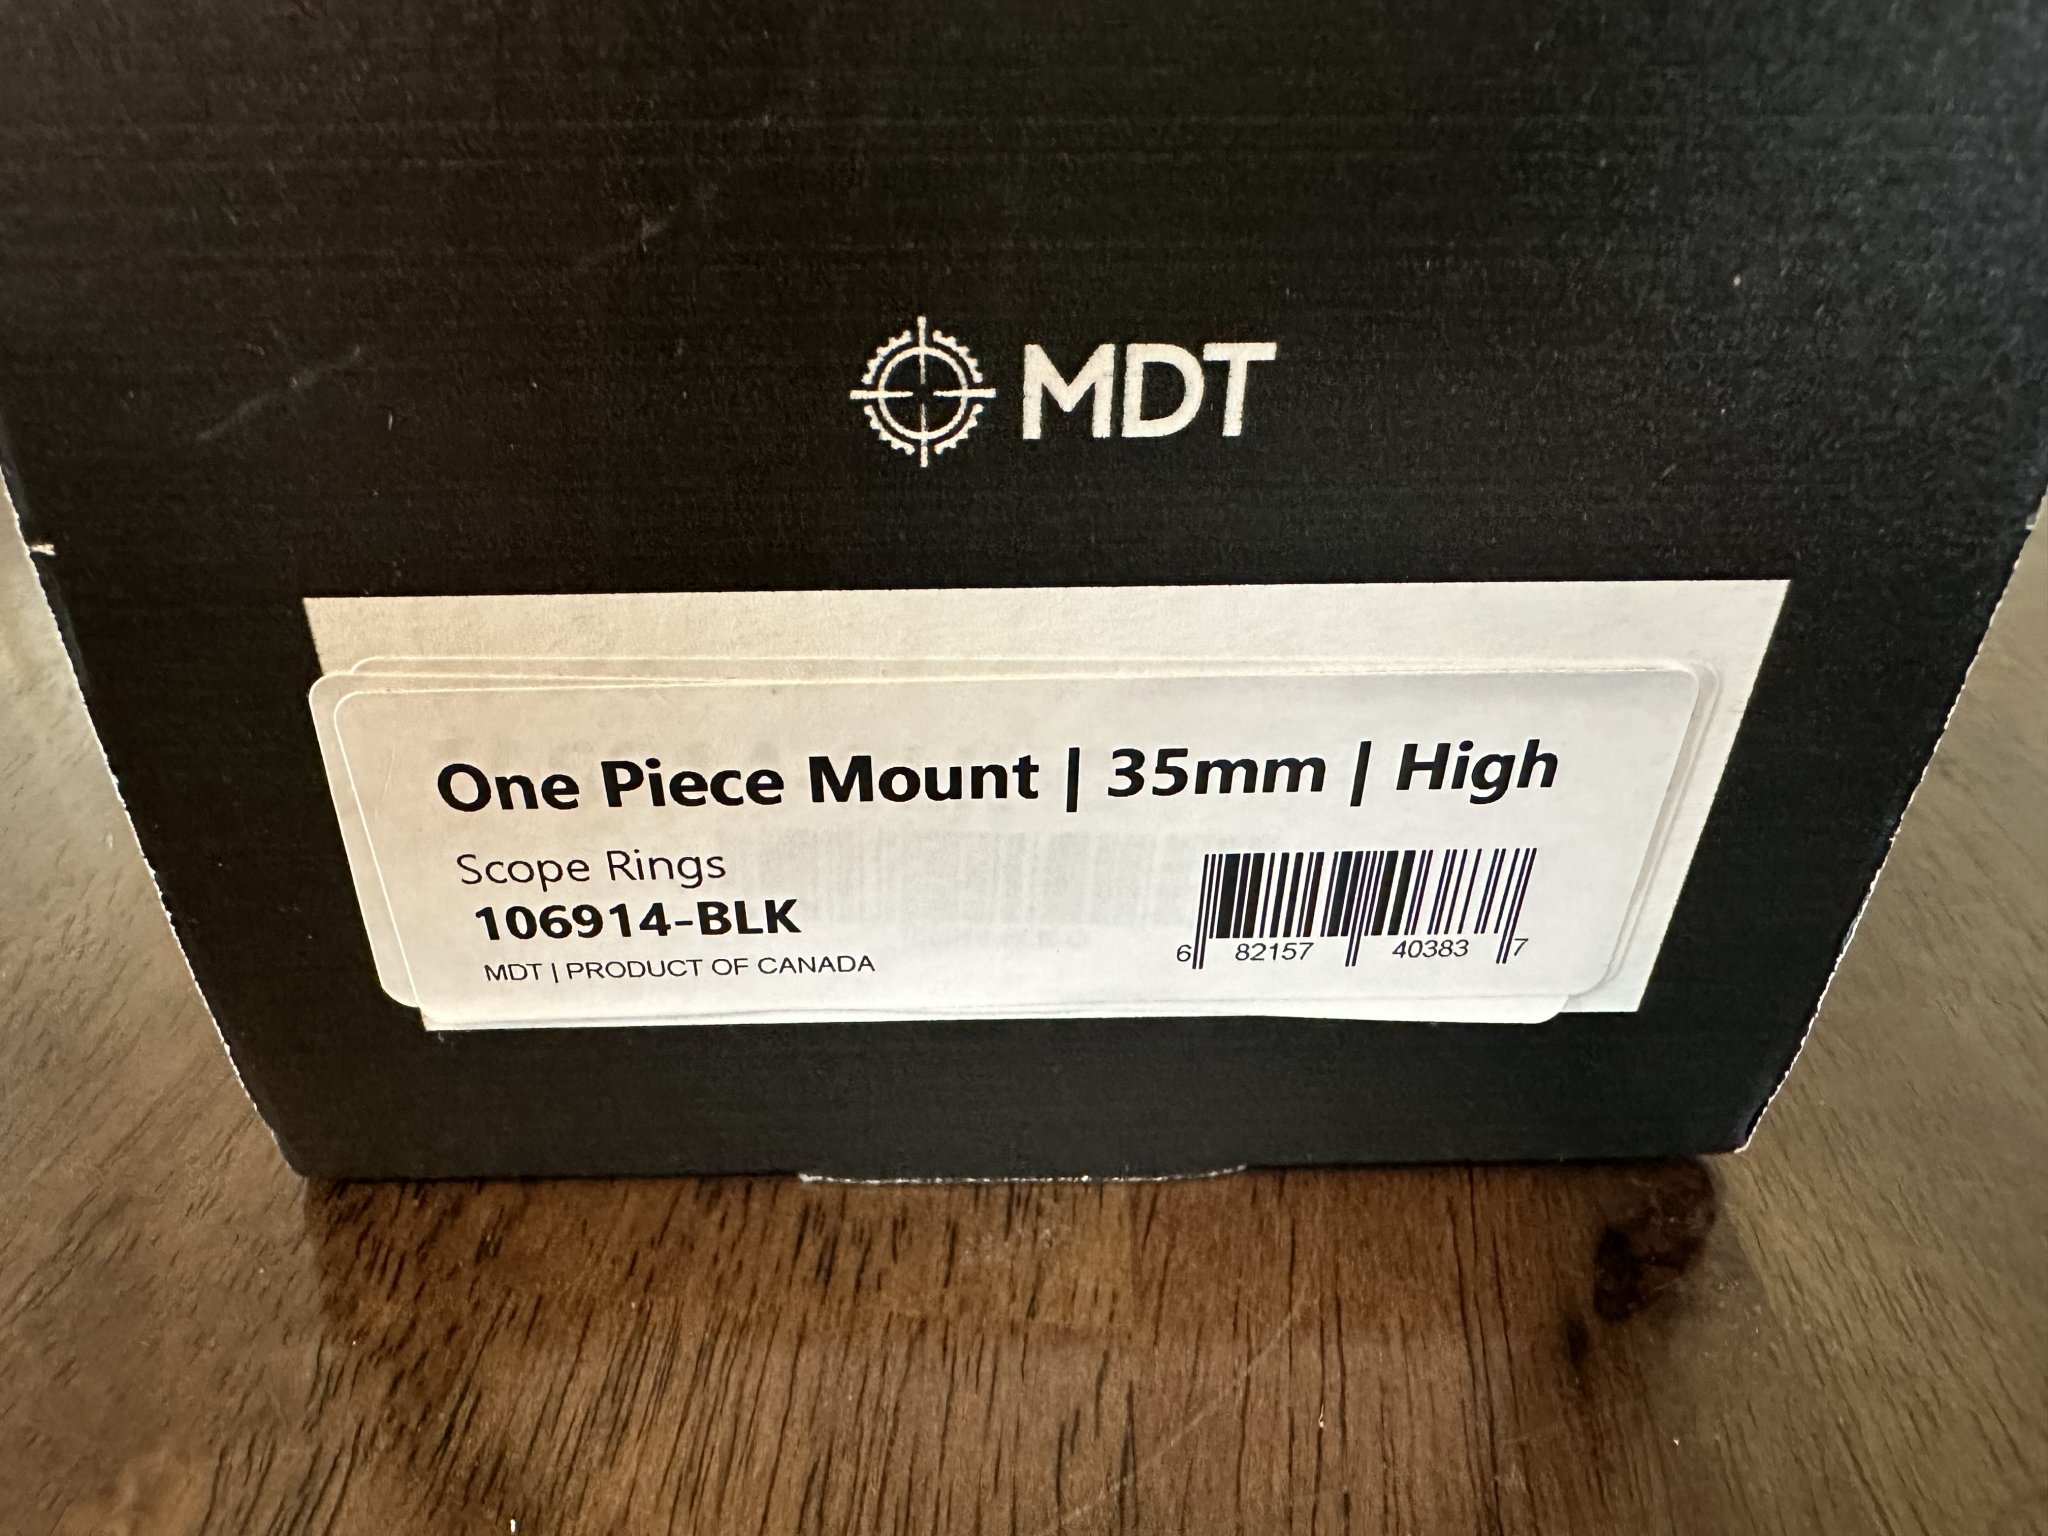 MDT
One Piece Mount | 35mm | High
Scope Rings
106914-BLK
MDT | PRODUCT OF CANADA
6 82157 40383 7